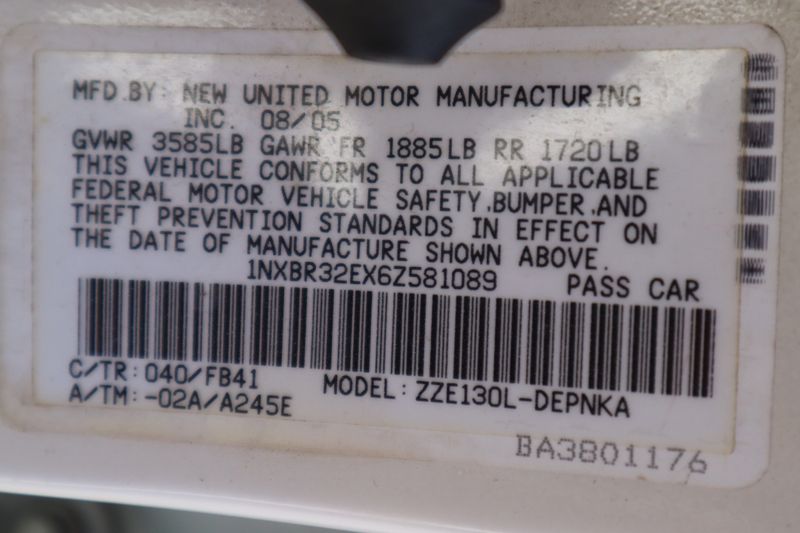 MFD.BY: NEW UNITED MOTOR MANUFACTURING
INC. 08/05
GVWR 3585LB GAWR FR 1885LB RR 1720LB
THIS VEHICLE CONFORMS TO ALL APPLICABLE
FEDERAL MOTOR VEHICLE SAFETY,BUMPER,AND
THEFT PREVENTION STANDARDS IN EFFECT ON
THE DATE OF MANUFACTURE SHOWN ABOVE.
1NXBR32EX6Z581089 PASS CAR
C/TR: 040/FB41
MODEL: ZZE130L-DEPNKA
A/TM: -02A/A245E
BA3801176